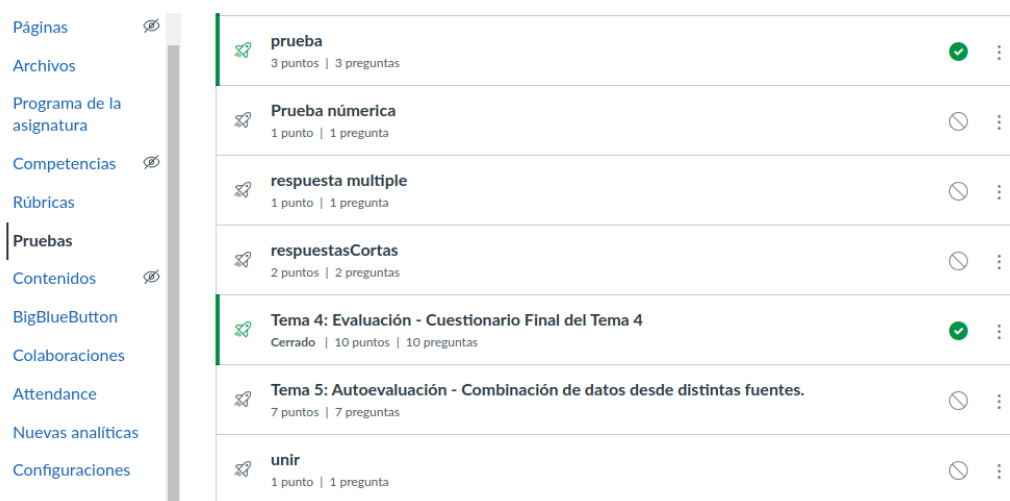 Páginas
Archivos
Programa de la
asignatura
Competencias
Rúbricas
Pruebas
Contenidos
BigBlueButton
Colaboraciones
Attendance
Nuevas analíticas
Configuraciones
prueba
3 puntos | 3 preguntas
Prueba númerica
1 punto | 1 pregunta
respuesta multiple
1 punto | 1 pregunta
respuestasCortas
2 puntos | 2 preguntas
Tema 4: Evaluación - Cuestionario Final del Tema 4
Cerrado | 10 puntos | 10 preguntas
Tema 5: Autoevaluación - Combinación de datos desde distintas fuentes.
7 puntos | 7 preguntas
unir
1 punto | 1 pregunta